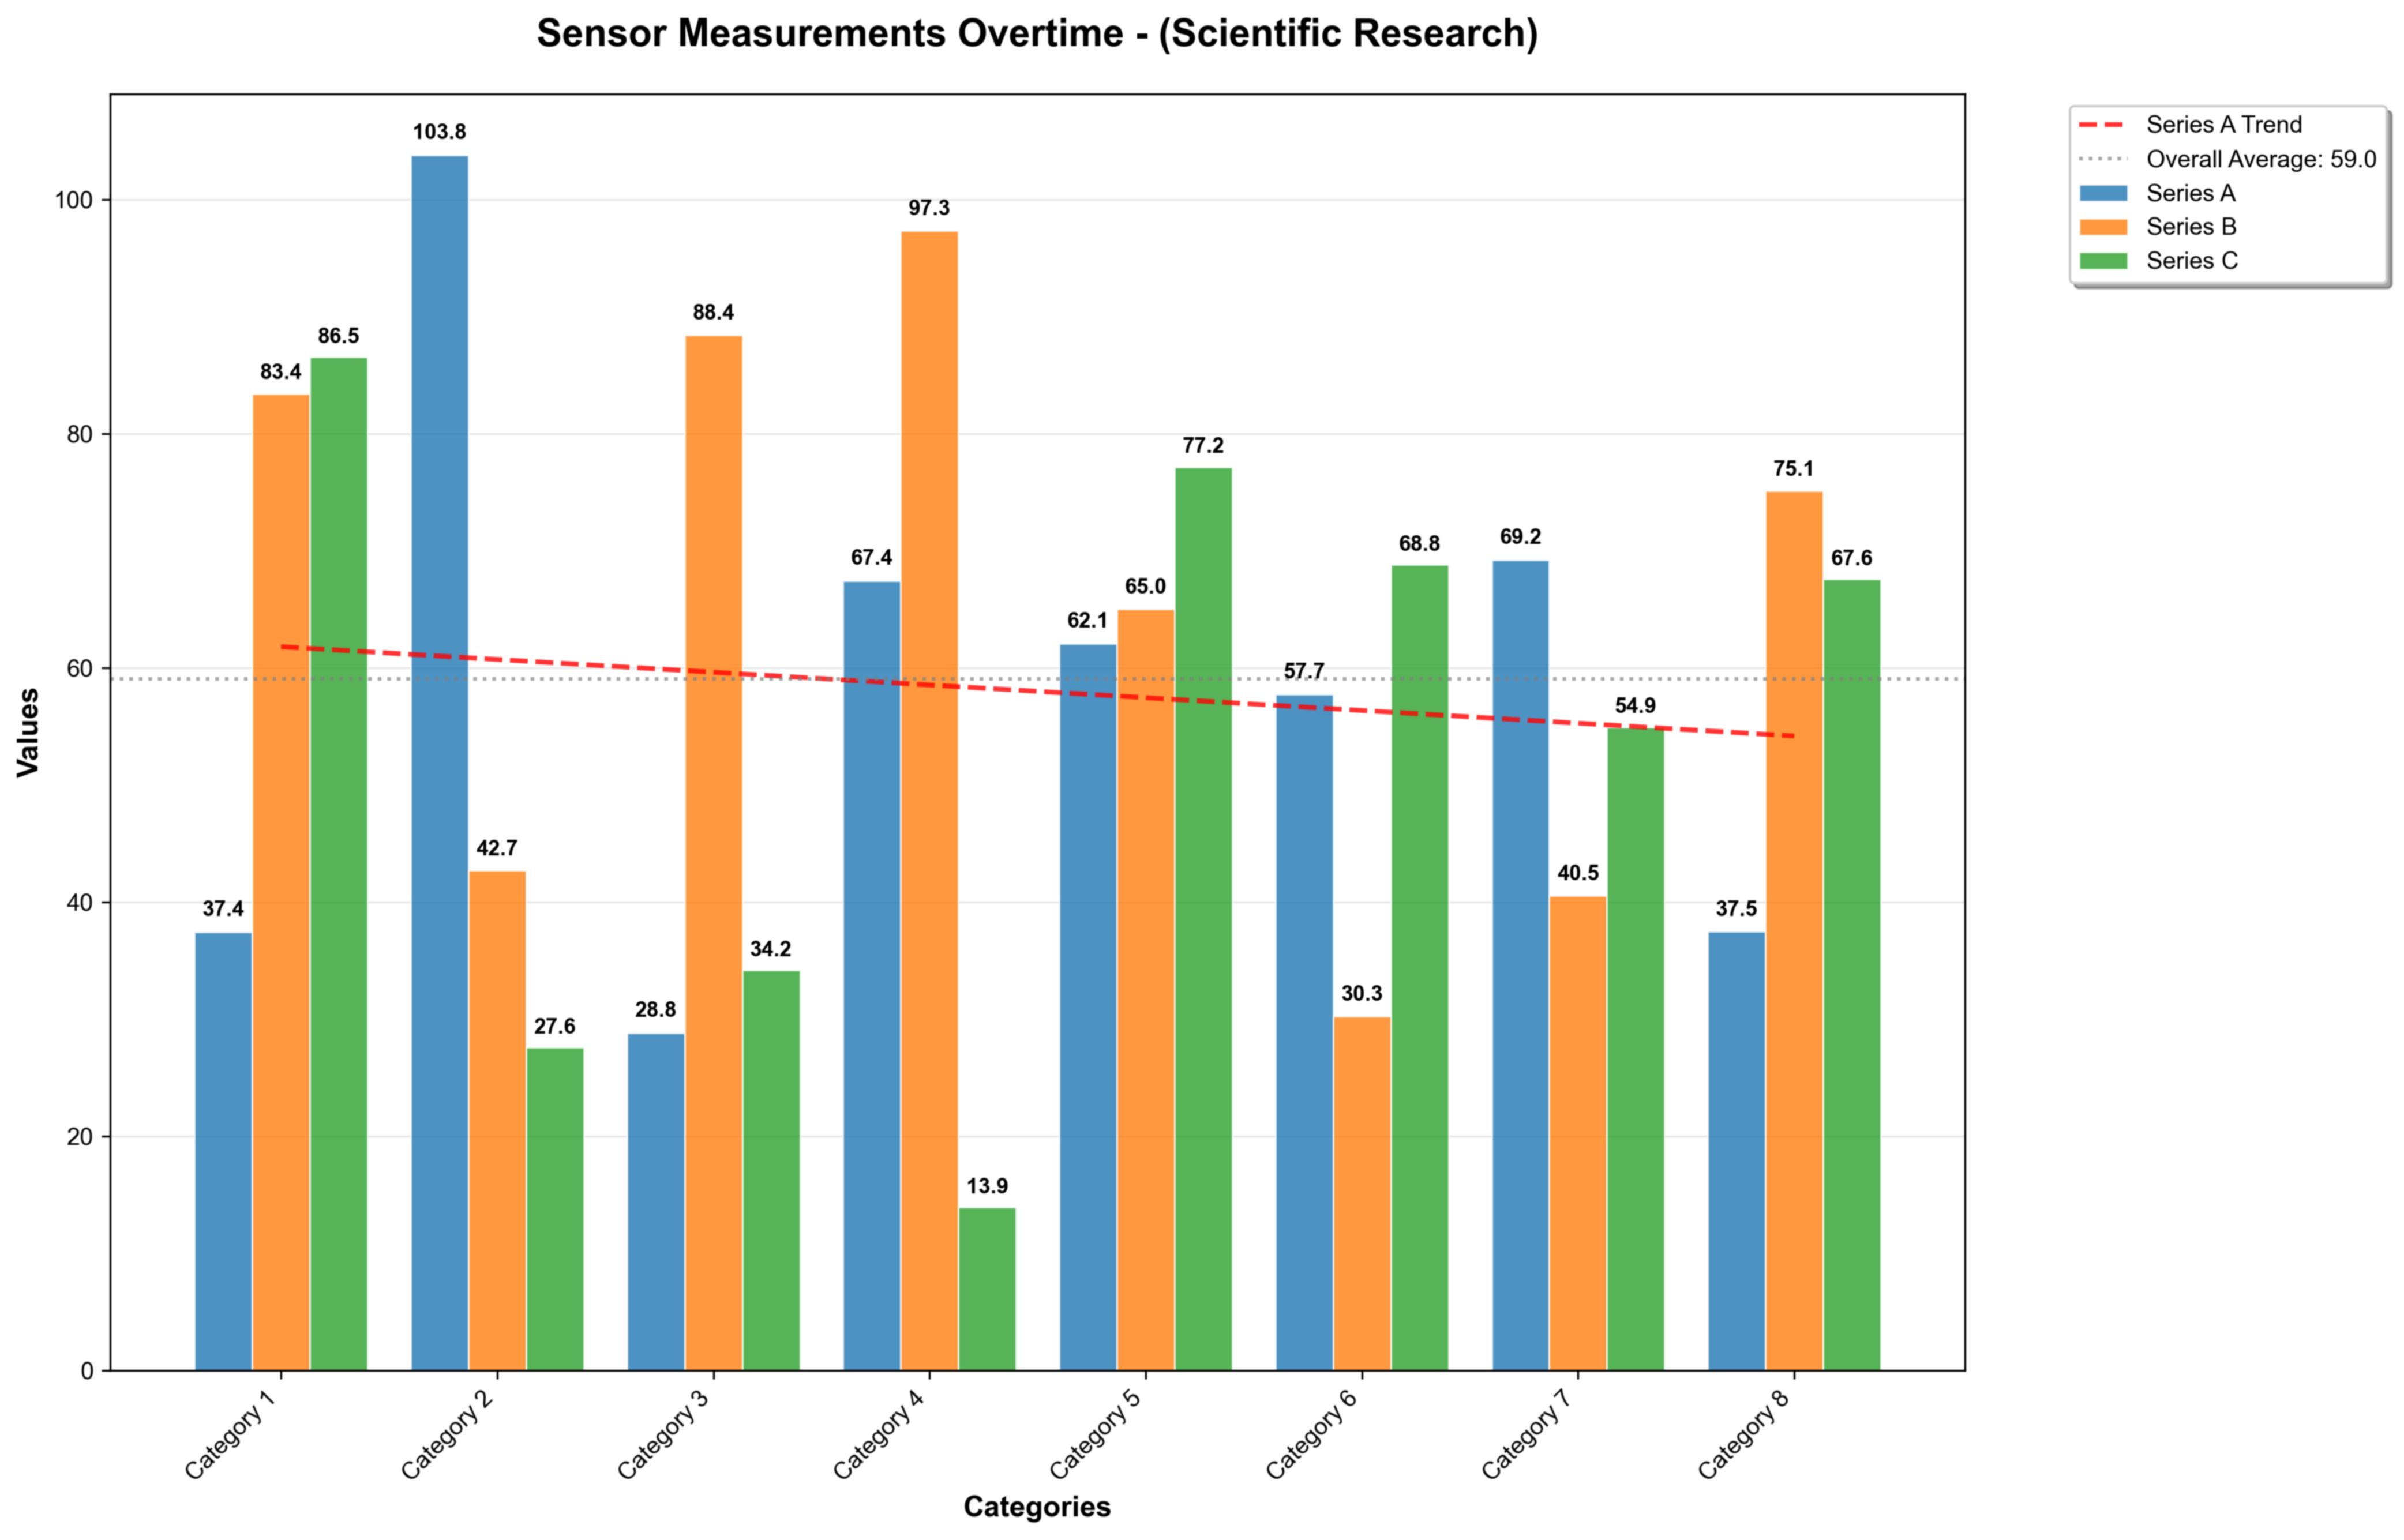 Sensor Measurements Overtime - (Scientific Research)
Series A Trend
Overall Average: 59.0
Series A
Series B
Series C
Values
100
80
60
40
20
0
37.4
83.4
86.5
103.8
42.7
27.6
28.8
88.4
34.2
67.4
97.3
13.9
62.1
65.0
77.2
57.7
30.3
68.8
69.2
40.5
54.9
37.5
75.1
67.6
Category 1
Category 2
Category 3
Category 4
Category 5
Category 6
Category 7
Category 8
Categories